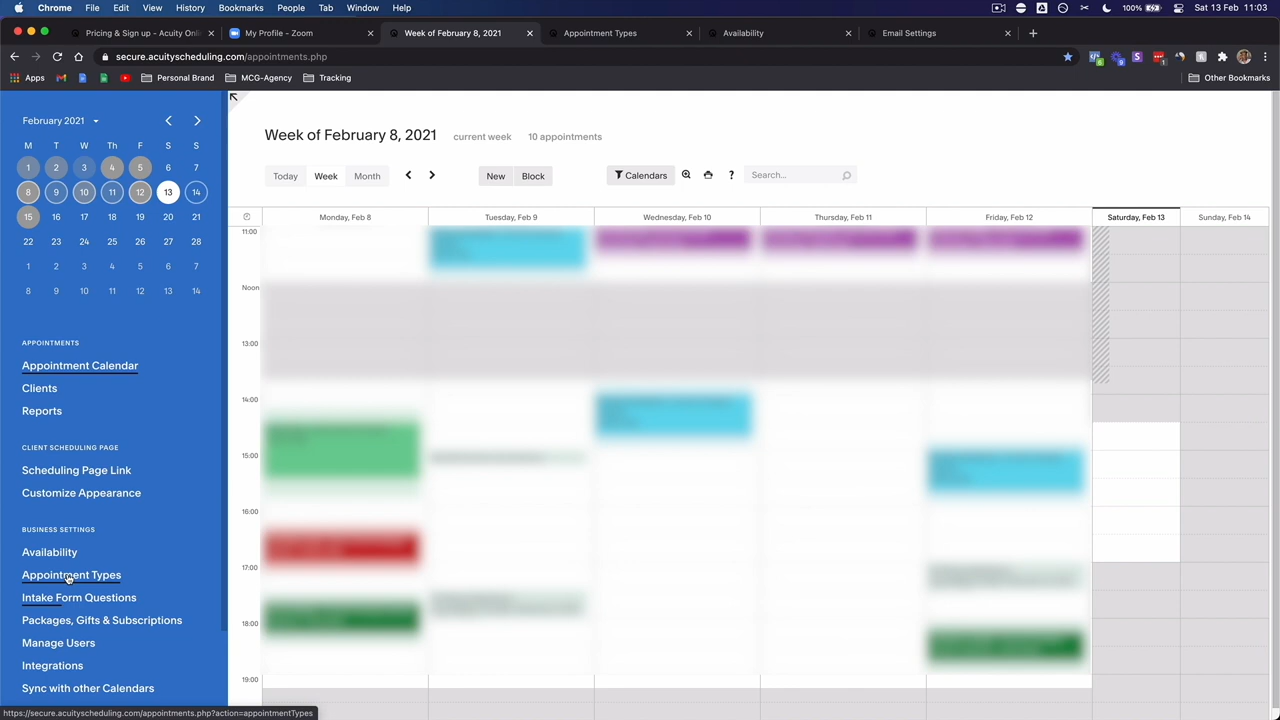 Chrome File Edit View History Bookmarks People Tab Window Help 100% Sat 13 Feb 11:03
Pricing & Sign up - Acuity Onli × My Profile - Zoom × Week of February 8, 2021 × Appointment Types × Availability × Email Settings × +
secure.acuityscheduling.com/appointments.php
Apps Personal Brand MCG-Agency Tracking Other Bookmarks
February 2021
M T W Th F S S
1 2 3 4 5 6 7
8 9 10 11 12 13 14
15 16 17 18 19 20 21
22 23 24 25 26 27 28
1 2 3 4 5 6 7
8 9 10 11 12 13 14
APPOINTMENTS
Appointment Calendar
Clients
Reports
CLIENT SCHEDULING PAGE
Scheduling Page Link
Customize Appearance
BUSINESS SETTINGS
Availability
Appointment Types
Intake Form Questions
Packages, Gifts & Subscriptions
Manage Users
Integrations
Sync with other Calendars
https://secure.acuityscheduling.com/appointments.php?action=appointmentTypes
Week of February 8, 2021 current week 10 appointments
Today Week Month New Block Calendars ? Search...
Monday, Feb 8 Tuesday, Feb 9 Wednesday, Feb 10 Thursday, Feb 11 Friday, Feb 12 Saturday, Feb 13 Sunday, Feb 14
11:00
Noon
13:00
14:00
15:00
16:00
17:00
18:00
19:00